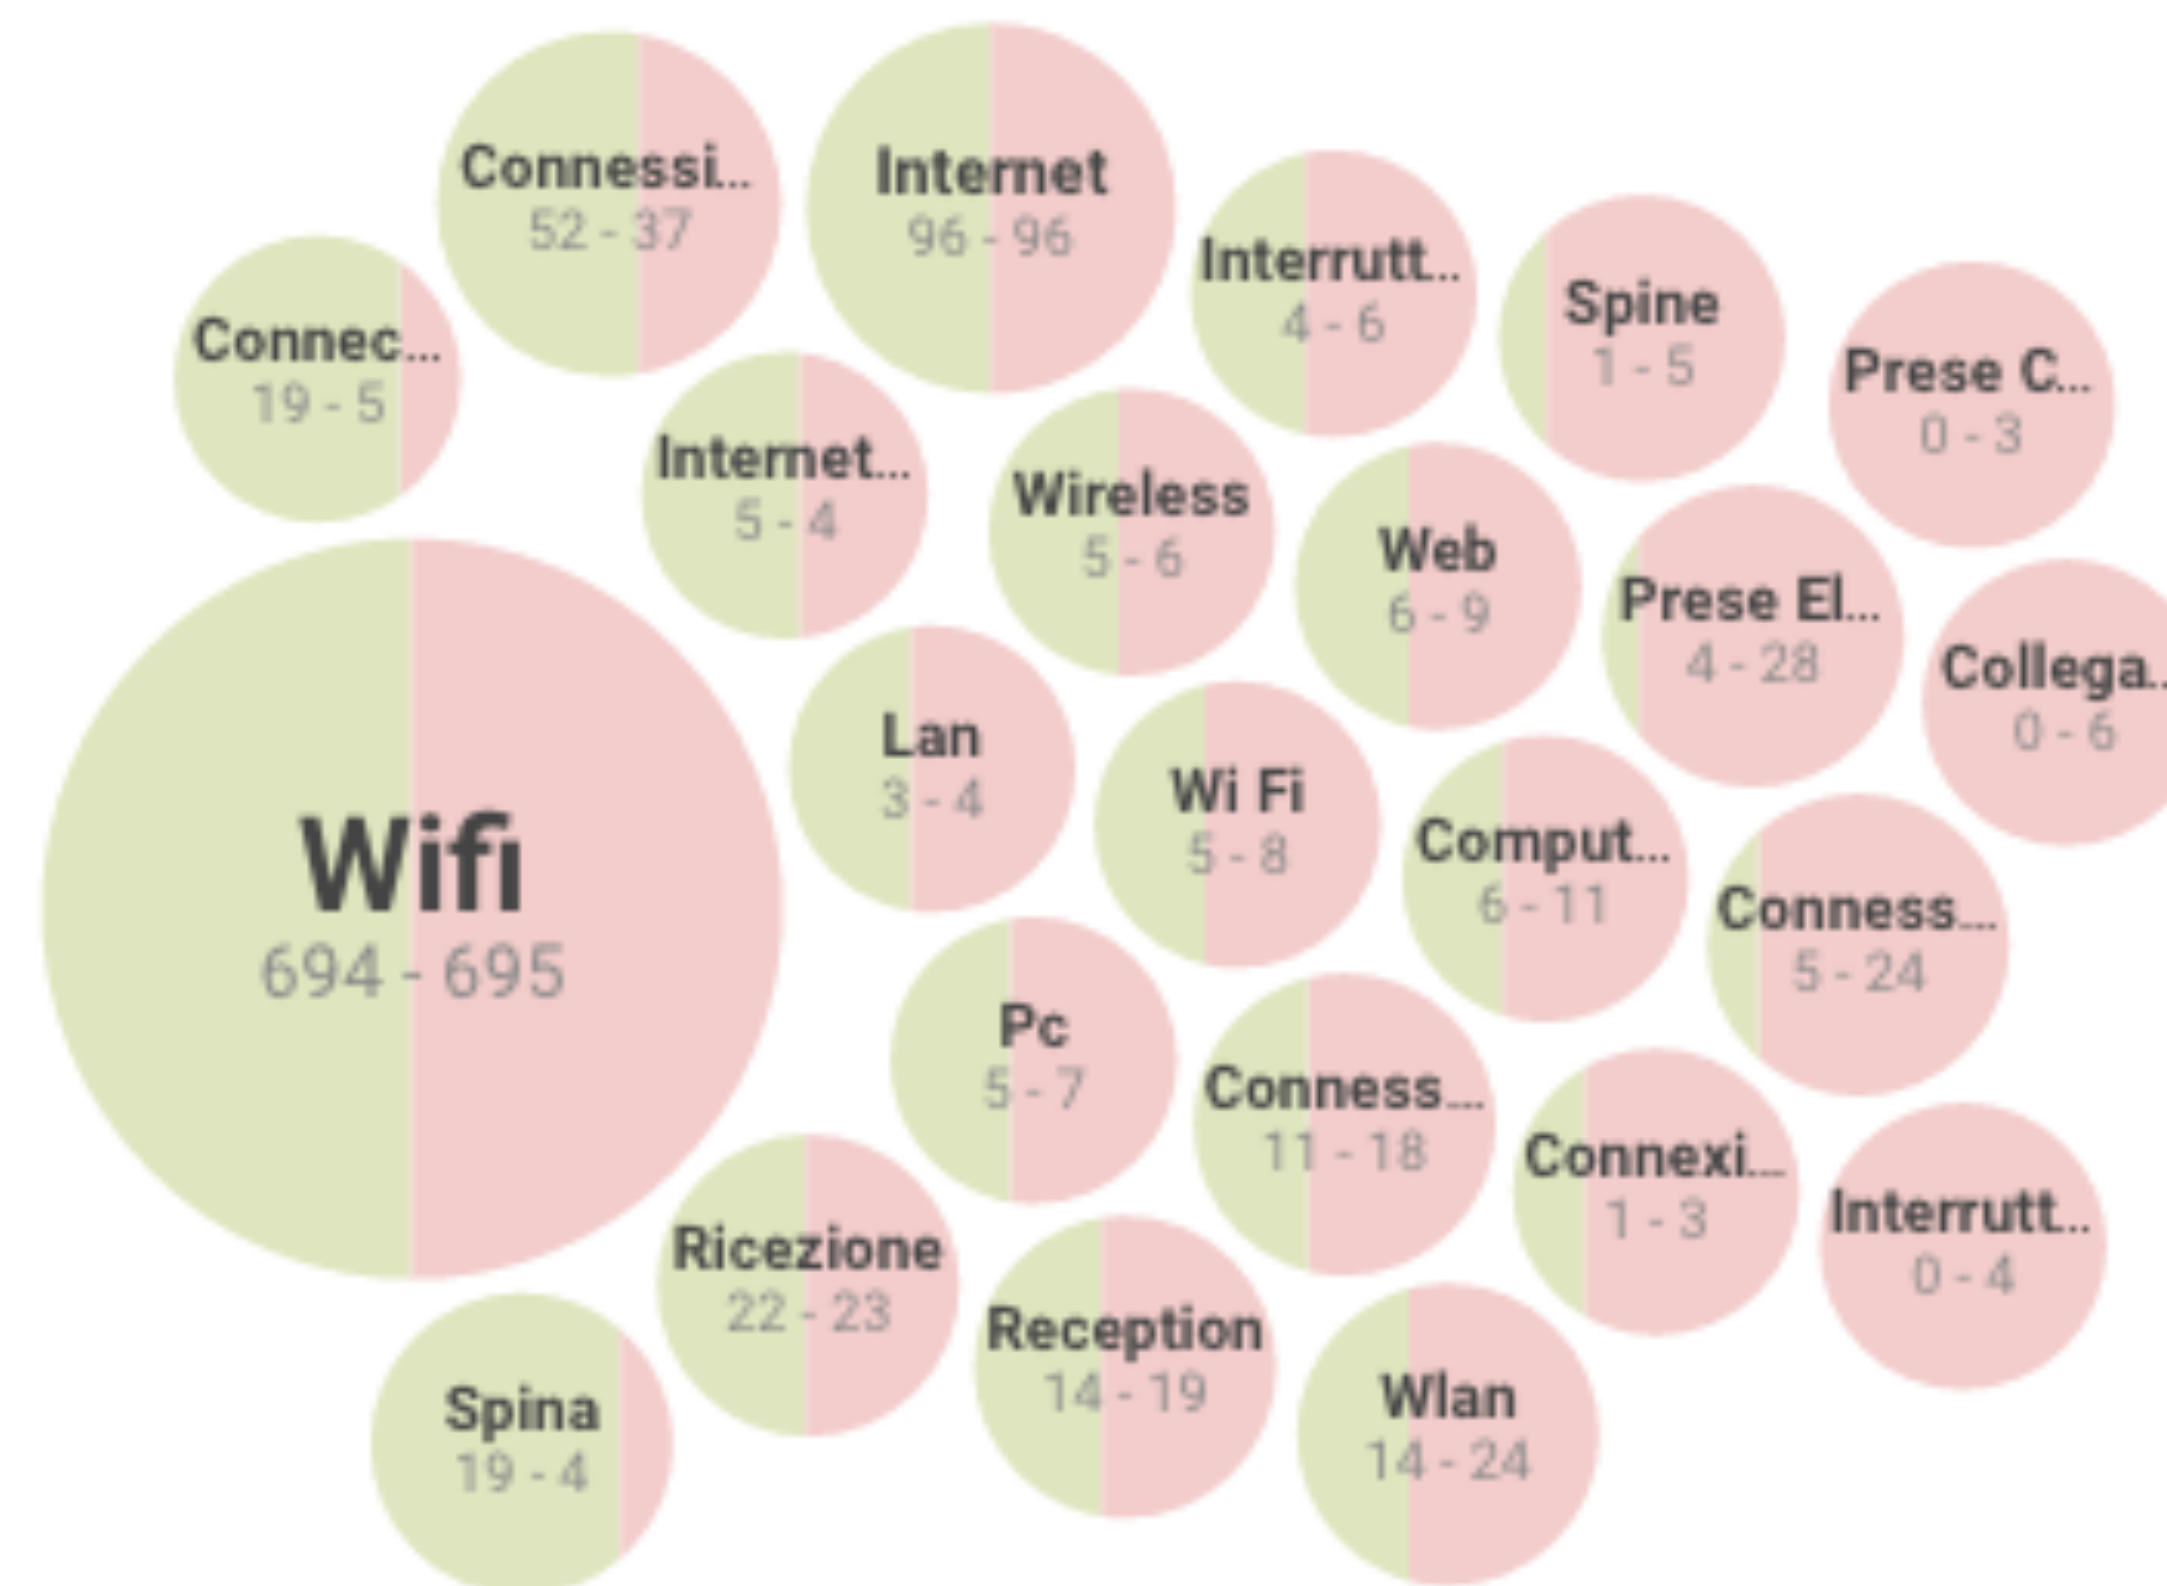 Connessi...
52 - 37
Internet
96 - 96
Interrutt...
4 - 6
Spine
1 - 5
Prese C...
0 - 3
Connec...
19 - 5
Internet...
5 - 4
Wireless
5 - 6
Web
6 - 9
Prese El...
4 - 28
Collega..
0 - 6
Wifi
694 - 695
Lan
3 - 4
Wi Fi
5 - 8
Comput...
6 - 11
Conness...
5 - 24
Pc
5 - 7
Conness...
11 - 18
Connexi...
1 - 3
Interrutt...
0 - 4
Ricezione
22 - 23
Reception
14 - 19
Wlan
14 - 24
Spina
19 - 4